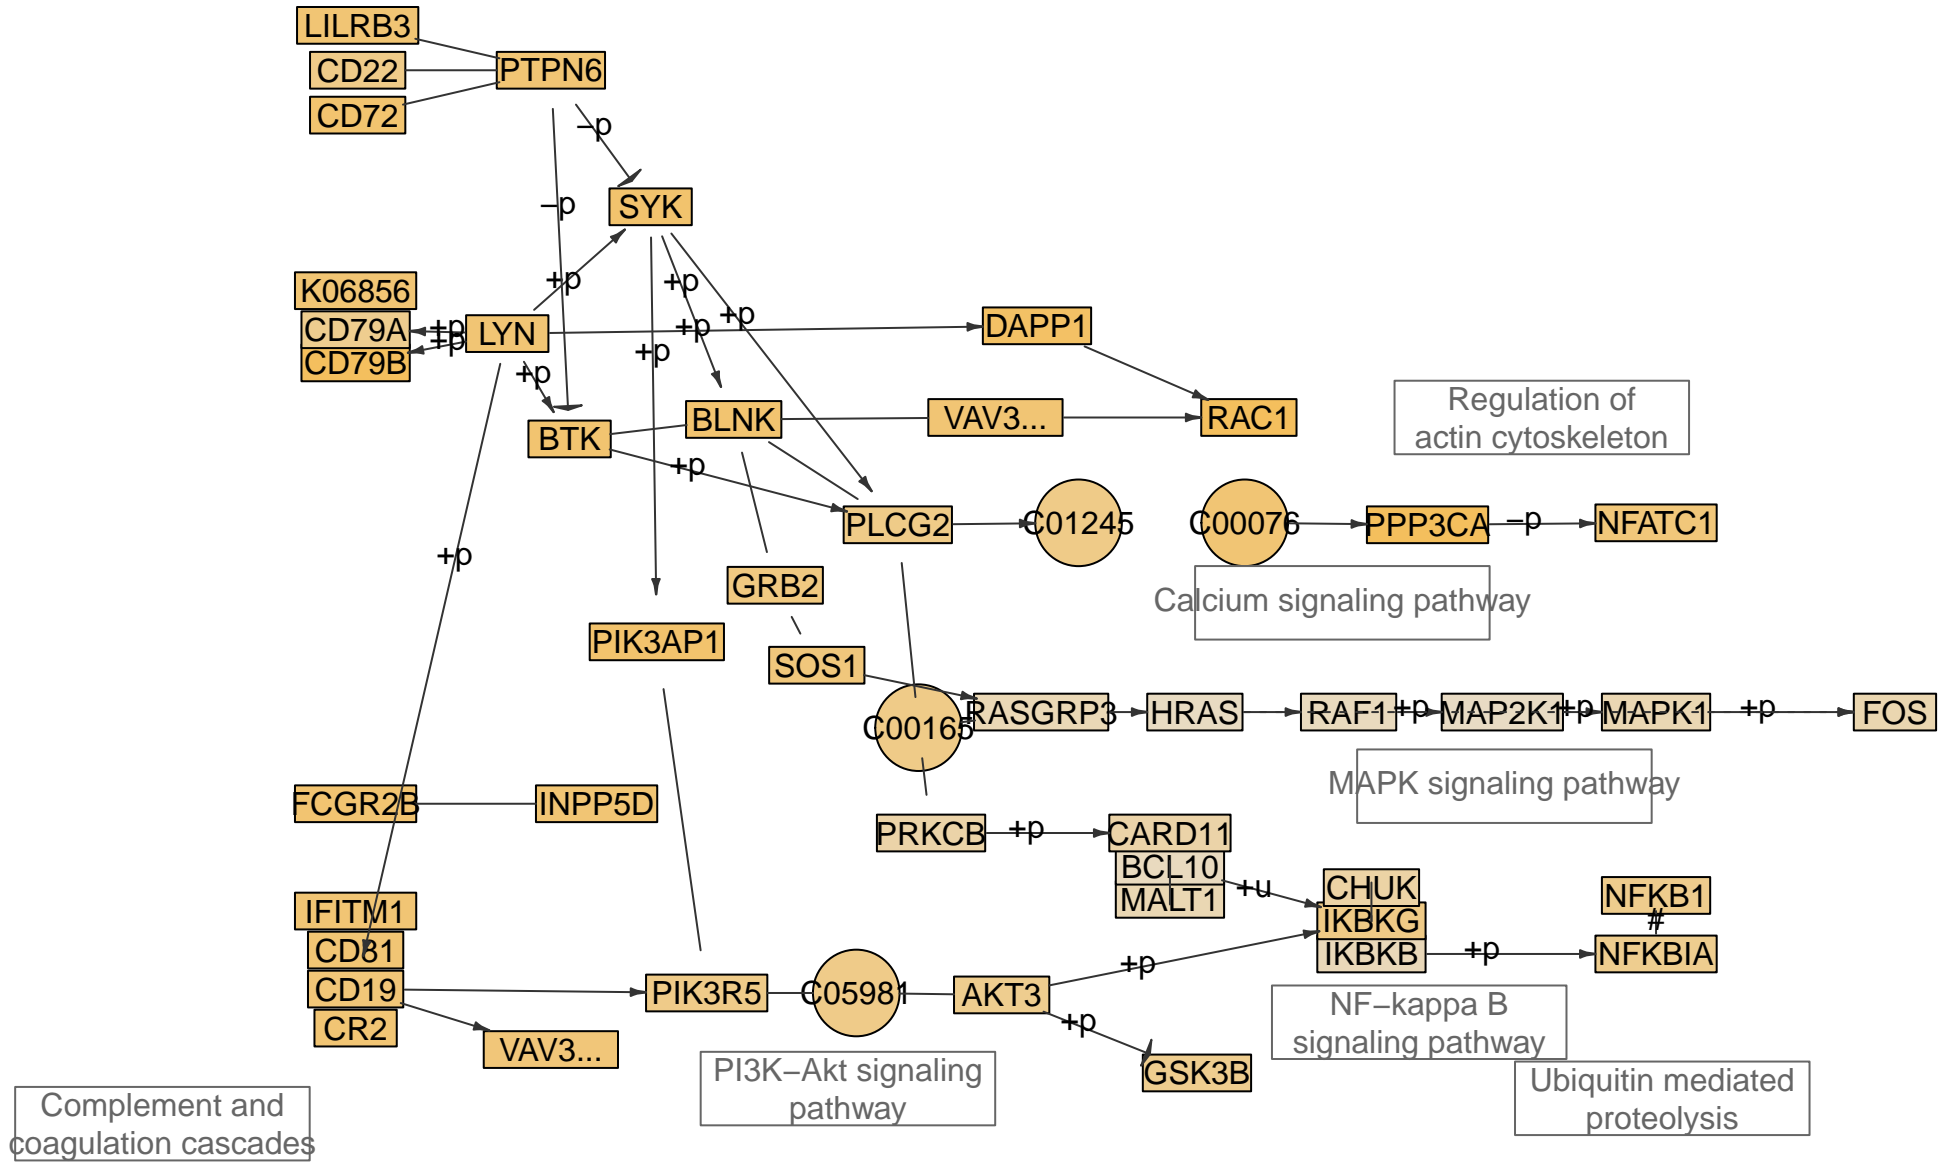 LILRB3
CD22
PTPN6
CD72
–p
SYK
–p
K06856
+p
+p
CD79A
+p
LYN
+p
+p
DAPP1
CD79B
+p
+p
+p
Regulation of
actin cytoskeleton
BTK
BLNK
VAV3...
RAC1
+p
PLCG2
C01245
C00076
PPP3CA
–p
NFATC1
+p
GRB2
Calcium signaling pathway
PIK3AP1
SOS1
C00165
RASGRP3
HRAS
RAF1
+p
MAP2K1
+p
MAPK1
+p
FOS
MAPK signaling pathway
FCGR2B
INPP5D
PRKCB
+p
CARD11
BCL10
MALT1
+u
CHUK
IKBKG
IKBKB
NFKB1
#
+p
NFKBIA
IFITM1
CD81
CD19
CR2
VAV3...
PIK3R5
C05981
AKT3
+p
+p
GSK3B
NF–kappa B
signaling pathway
PI3K–Akt signaling
pathway
Ubiquitin mediated
proteolysis
Complement and
coagulation cascades